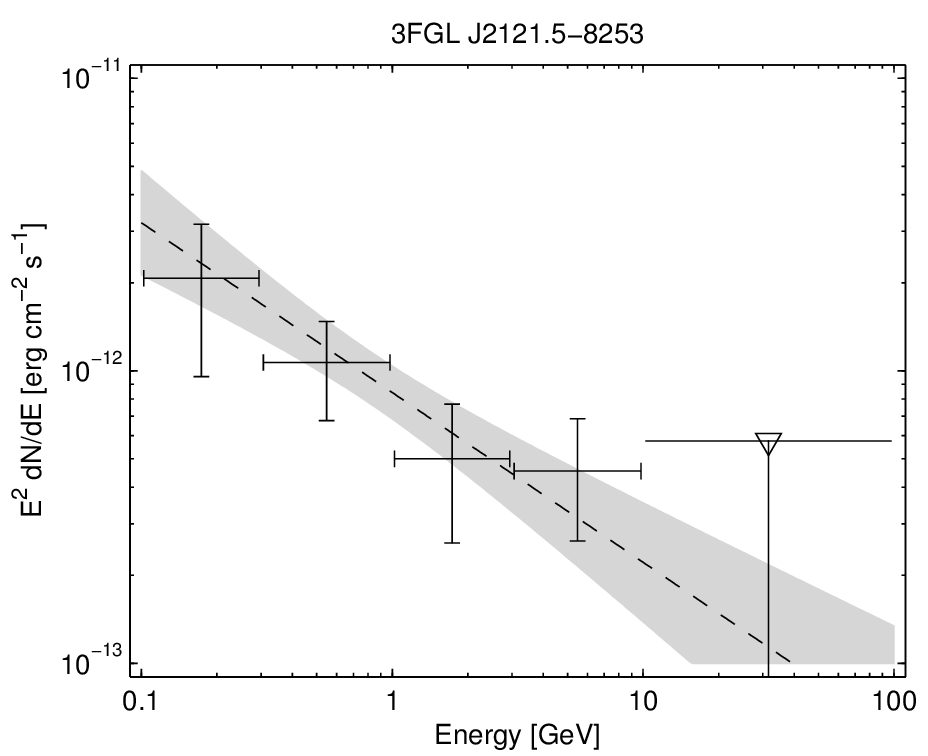 3FGL J2121.5−8253
10⁻¹¹
10⁻¹²
10⁻¹³
E² dN/dE [erg cm⁻² s⁻¹]
0.1 1 10 100
Energy [GeV]